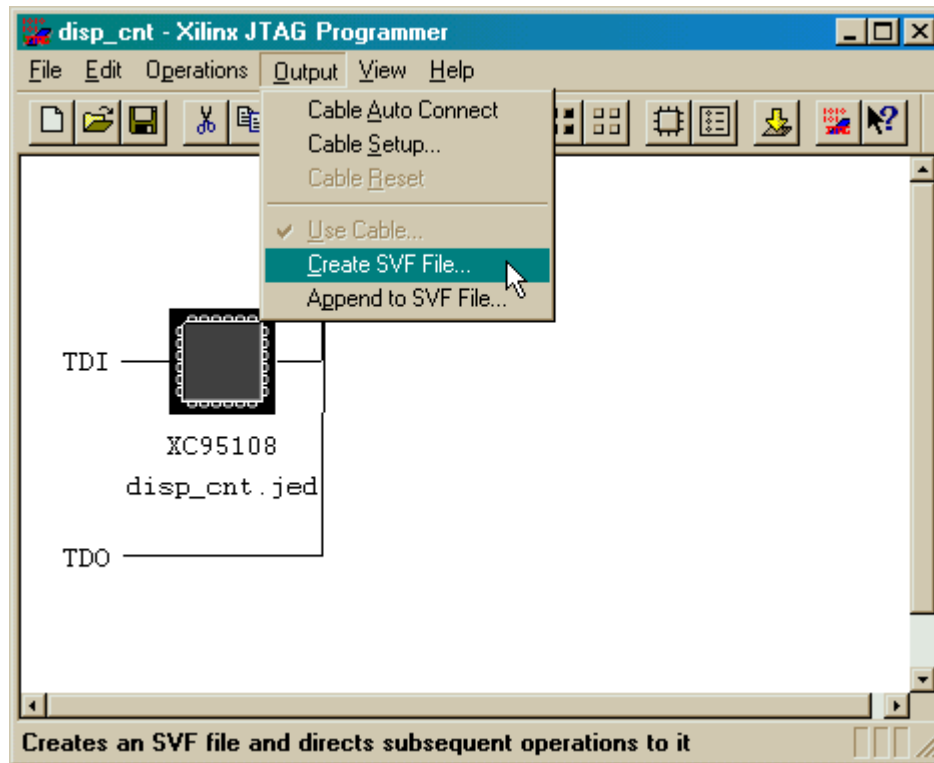 disp_cnt - Xilinx JTAG Programmer
File Edit Operations Output View Help
Cable Auto Connect
Cable Setup...
Cable Reset
Use Cable...
Create SVF File...
Append to SVF File...
TDI
XC95108
disp_cnt.jed
TDO
Creates an SVF file and directs subsequent operations to it